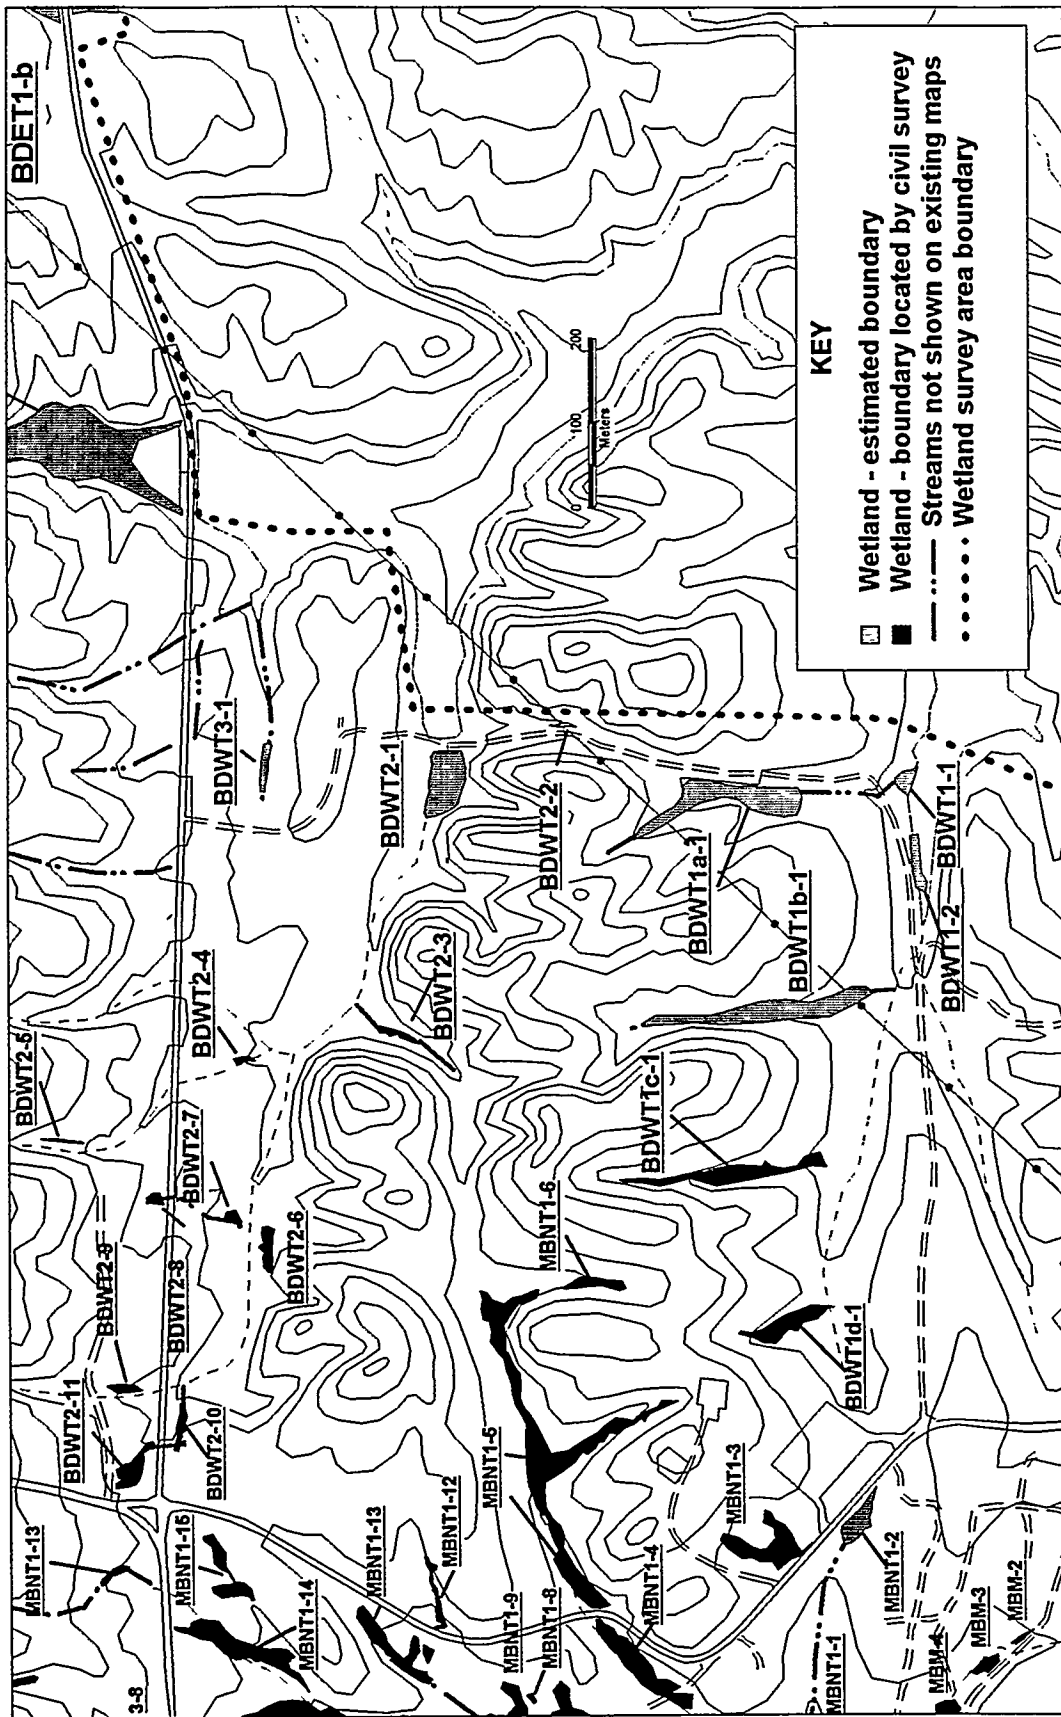 BDET1-b
BDWT3-1
BDWT2-1
BDWT2-2
BDWT2-3
BDWT2-4
BDWT2-5
BDWT2-7
BDWT2-6
BDWT2-9
BDWT2-8
BDWT2-11
BDWT2-10
BDWT1a-1
BDWT1b-1
BDWT1-1
BDWT1-2
BDWT1c-1
BDWT1d-1
MBNT1-6
MBNT1-5
MBNT1-3
MBNT1-4
MBNT1-2
MBNT1-1
MBNT1-13
MBNT1-15
MBNT1-14
MBNT1-13
MBNT1-12
MBNT1-9
MBNT1-8
MBM-2
MBM-3
MBM-4
3-8
0 100 200
Meters
KEY
Wetland - estimated boundary
Wetland - boundary located by civil survey
Streams not shown on existing maps
Wetland survey area boundary